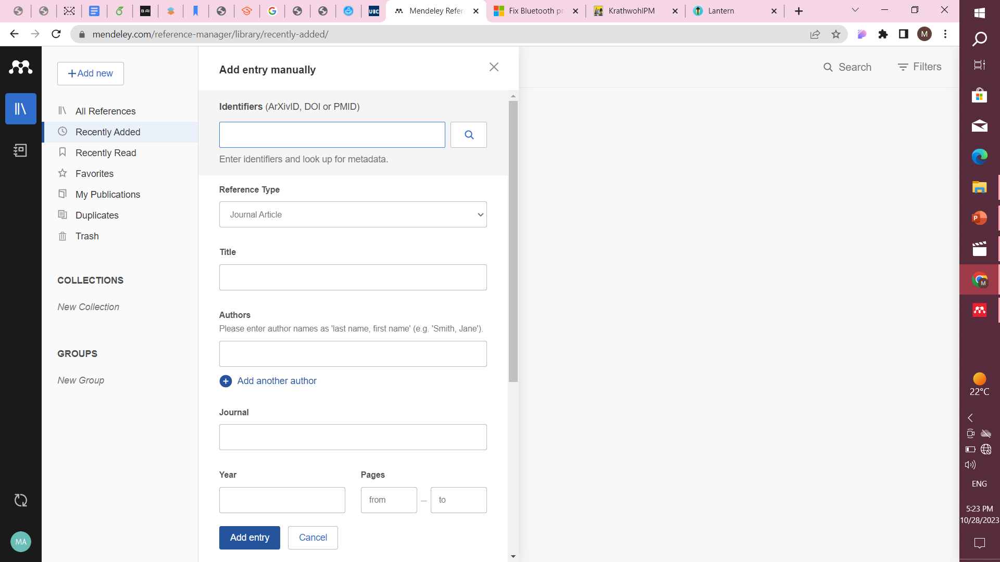 B AI
UBC
Mendeley Refer
Fix Bluetooth pr
KrathwohlPM
Lantern
mendeley.com/reference-manager/library/recently-added/
M
Add new
All References
Recently Added
Recently Read
Favorites
My Publications
Duplicates
Trash
COLLECTIONS
New Collection
GROUPS
New Group
MA
Add entry manually
Identifiers (ArXivID, DOI or PMID)
Enter identifiers and look up for metadata.
Reference Type
Journal Article
Title
Authors
Please enter author names as 'last name, first name' (e.g. 'Smith, Jane').
Add another author
Journal
Year
Pages
from
to
Add entry
Cancel
Search
Filters
P
M
22°C
ENG
5:23 PM
10/28/2023